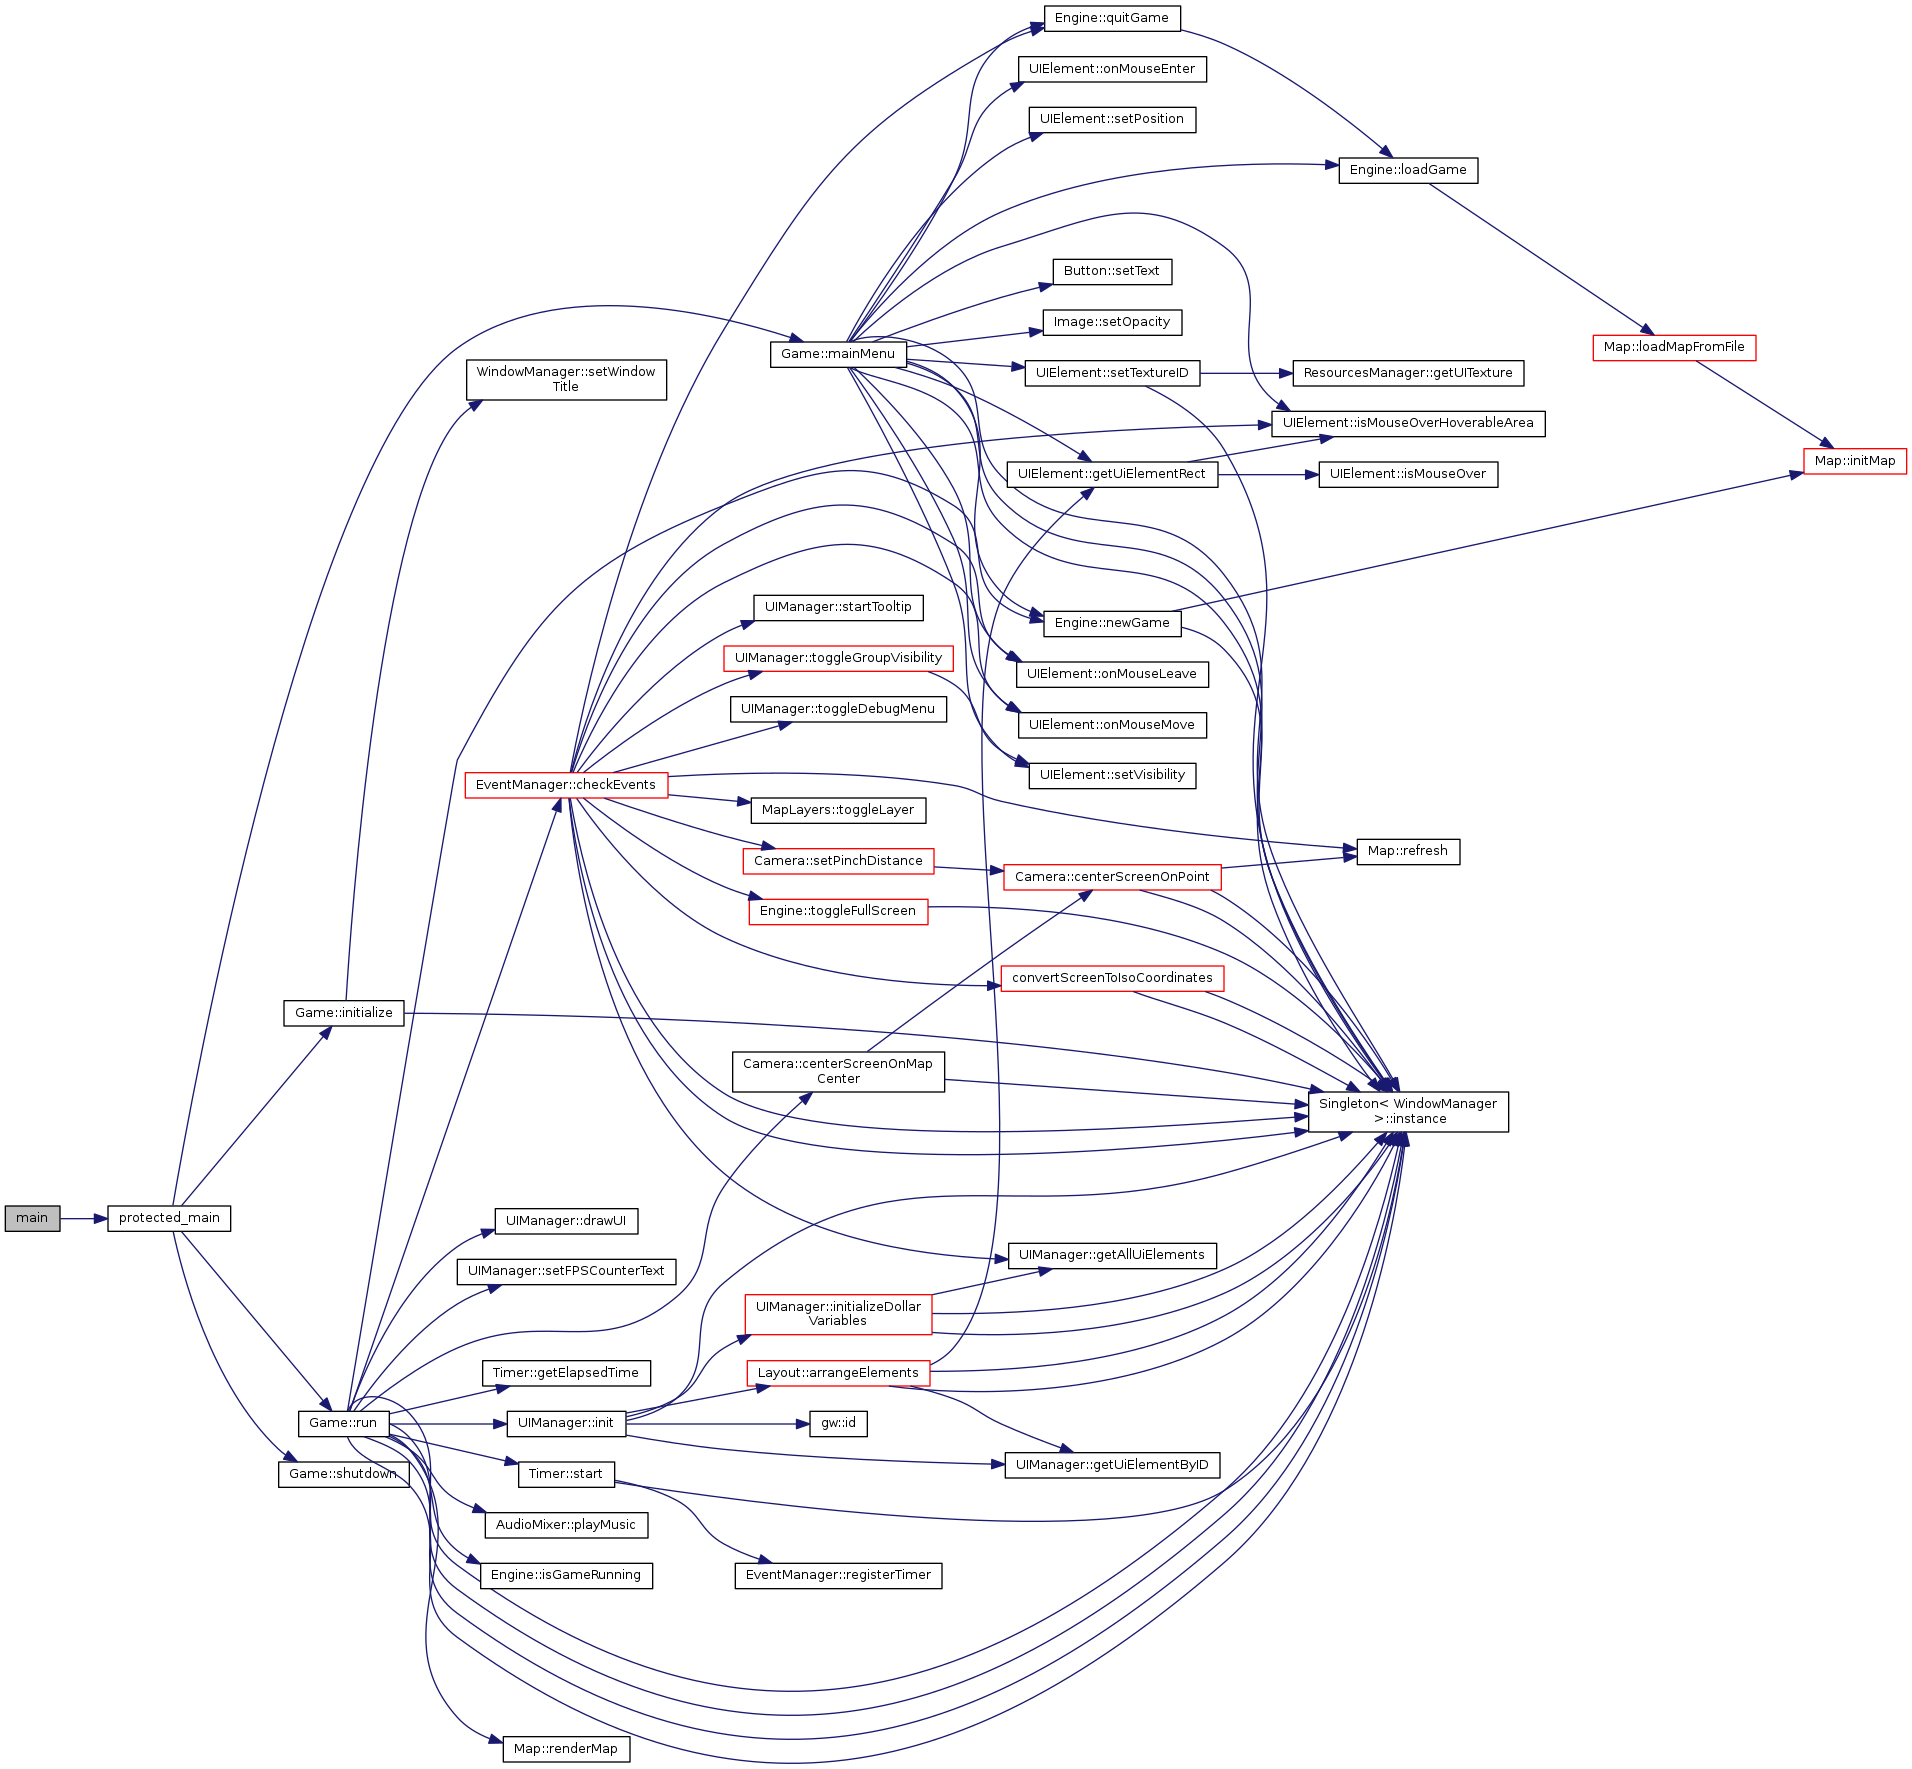 Engine::quitGame
UIElement::onMouseEnter
UIElement::setPosition
Engine::loadGame
Button::setText
Image::setOpacity
Map::loadMapFromFile
Game::mainMenu
WindowManager::setWindow
Title
UIElement::setTextureID
ResourcesManager::getUITexture
UIElement::isMouseOverHoverableArea
Map::initMap
UIElement::getUiElementRect
UIElement::isMouseOver
UIManager::startTooltip
Engine::newGame
UIManager::toggleGroupVisibility
UIElement::onMouseLeave
UIManager::toggleDebugMenu
UIElement::onMouseMove
EventManager::checkEvents
UIElement::setVisibility
MapLayers::toggleLayer
Map::refresh
Camera::setPinchDistance
Camera::centerScreenOnPoint
Engine::toggleFullScreen
convertScreenToIsoCoordinates
Game::initialize
Camera::centerScreenOnMap
Center
Singleton< WindowManager
>::instance
main
protected_main
UIManager::drawUI
UIManager::getAllUiElements
UIManager::setFPSCounterText
UIManager::initializeDollar
Variables
Timer::getElapsedTime
Layout::arrangeElements
Game::run
UIManager::init
gw::id
Game::shutdown
Timer::start
UIManager::getUiElementByID
AudioMixer::playMusic
Engine::isGameRunning
EventManager::registerTimer
Map::renderMap